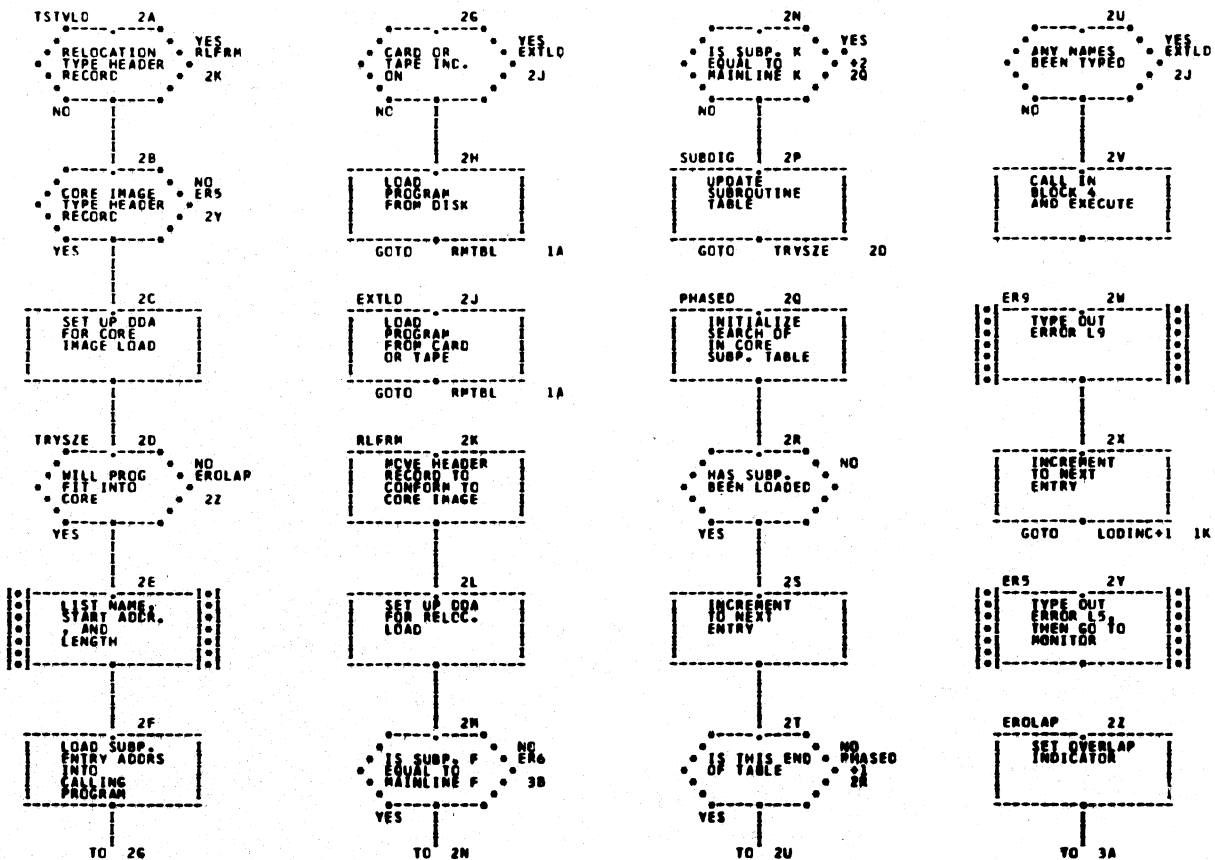 TSTVLD 2A
RELOCATION
TYPE HEADER
RECORD
YES
RLFRM
2K
NO
2B
CORE IMAGE
TYPE HEADER
RECORD
NO
ER5
2Y
YES
2C
SET UP DDA
FOR CORE
IMAGE LOAD
TRYSZE 2D
WILL PROG
FIT INTO
CORE
NO
EROLAP
2Z
YES
2E
LIST NAME,
START ADDR.
, AND
LENGTH
2F
LOAD SUBP.
ENTRY ADDRS
INTO
CALLING
PROGRAM
TO 2G
2G
CARD OR
TAPE IND.
ON
YES
EXTLD
2J
NO
2H
LOAD
PROGRAM
FROM DISK
GOTO RMTBL 1A
EXTLD 2J
LOAD
PROGRAM
FROM CARD
OR TAPE
GOTO RMTBL 1A
RLFRM 2K
MOVE HEADER
RECORD TO
CONFORM TO
CORE IMAGE
2L
SET UP DDA
FOR RELOC.
LOAD
2M
IS SUBP. F
EQUAL TO
MAINLINE F
NO
ER6
3B
YES
TO 2N
2N
IS SUBP. K
EQUAL TO
MAINLINE K
YES
+2
2Q
NO
SUBDIG 2P
UPDATE
SUBROUTINE
TABLE
GOTO TRYSZE 2D
PHASED 2Q
INITIALIZE
SEARCH OF
IN CORE
SUBP. TABLE
2R
HAS SUBP.
BEEN LOADED
NO
YES
2S
INCREMENT
TO NEXT
ENTRY
2T
IS THIS END
OF TABLE
NO
PHASED
+1
2R
YES
TO 2U
2U
ANY NAMES
BEEN TYPED
YES
EXTLD
2J
NO
2V
CALL IN
BLOCK 4
AND EXECUTE
ER9 2W
TYPE OUT
ERROR L9
2X
INCREMENT
TO NEXT
ENTRY
GOTO LODINC+1 1K
ER5 2Y
TYPE OUT
ERROR L5,
THEN GO TO
MONITOR
EROLAP 2Z
SET OVERLAP
INDICATOR
TO 3A